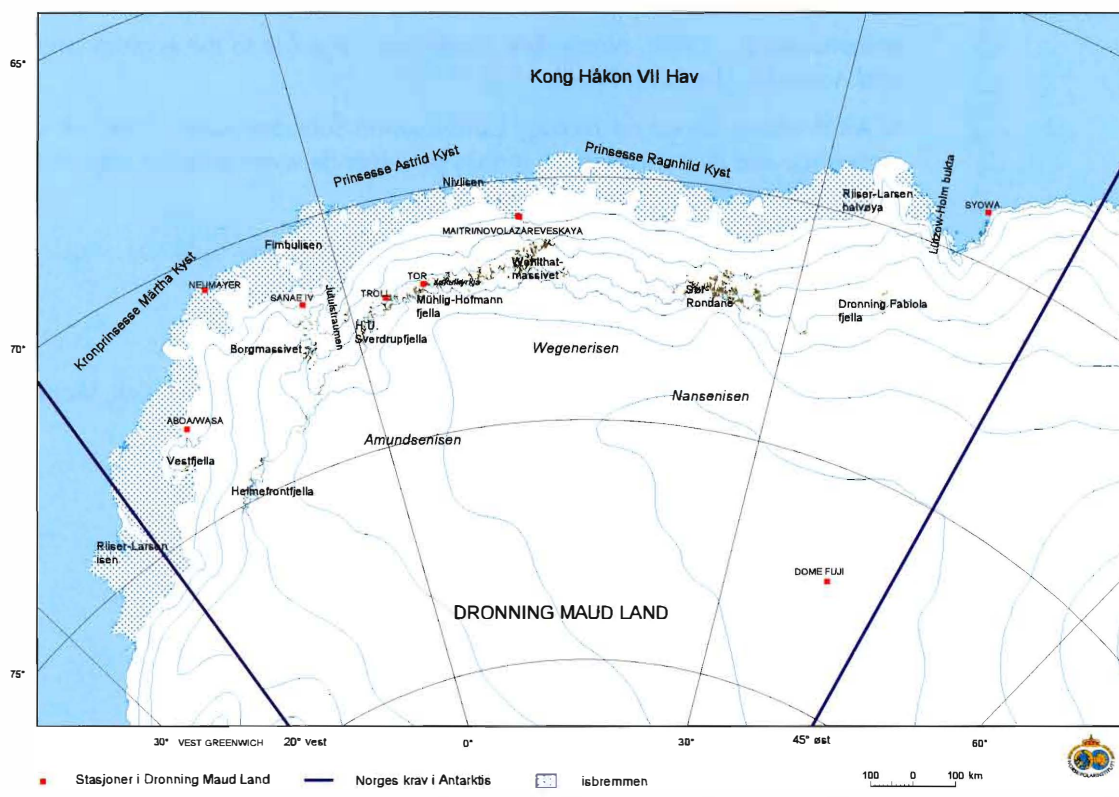 65°
Kong Håkon VII Hav
Prinsesse Astrid Kyst
Prinsesse Ragnhild Kyst
Nivlisen
Riiser-Larsen
halvøya
Lützow-Holm bukta
SYOWA
MAITRI/NOVOLAZAREVESKAYA
Fimbulisen
Kronprinsesse Märtha Kyst
NEUMAYER
SANAE IV
Jutulstraumen
TROLL
TOR
Wohlthat-
massivet
Mühlig-Hofmann
fjella
H.U.
Sverdrupfjella
Sør
Rondane
Dronning Fabiola
fjella
70°
Borgmassivet
Wegenerisen
Nansenisen
ABOA/WASA
Amundsenisen
Vestfjella
Heimefrontfjella
Riiser-Larsen
isen
DOME FUJI
DRONNING MAUD LAND
75°
30°
VEST GREENWICH
20° vest
0°
30°
45° øst
60°
Stasjoner i Dronning Maud Land
Norges krav i Antarktis
isbremmen
100 0 100 km